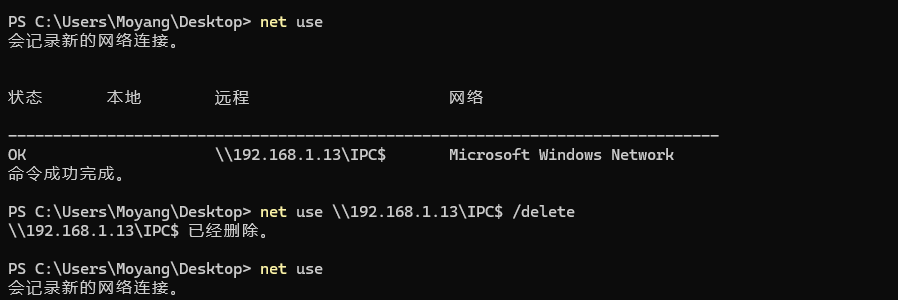 PS C:\Users\Moyang\Desktop> net use
会记录新的网络连接。
状态 本地 远程 网络
-------------------------------------------------------------------------------
OK \\192.168.1.13\IPC$ Microsoft Windows Network
命令成功完成。
PS C:\Users\Moyang\Desktop> net use \\192.168.1.13\IPC$ /delete
\\192.168.1.13\IPC$ 已经删除。
PS C:\Users\Moyang\Desktop> net use
会记录新的网络连接。